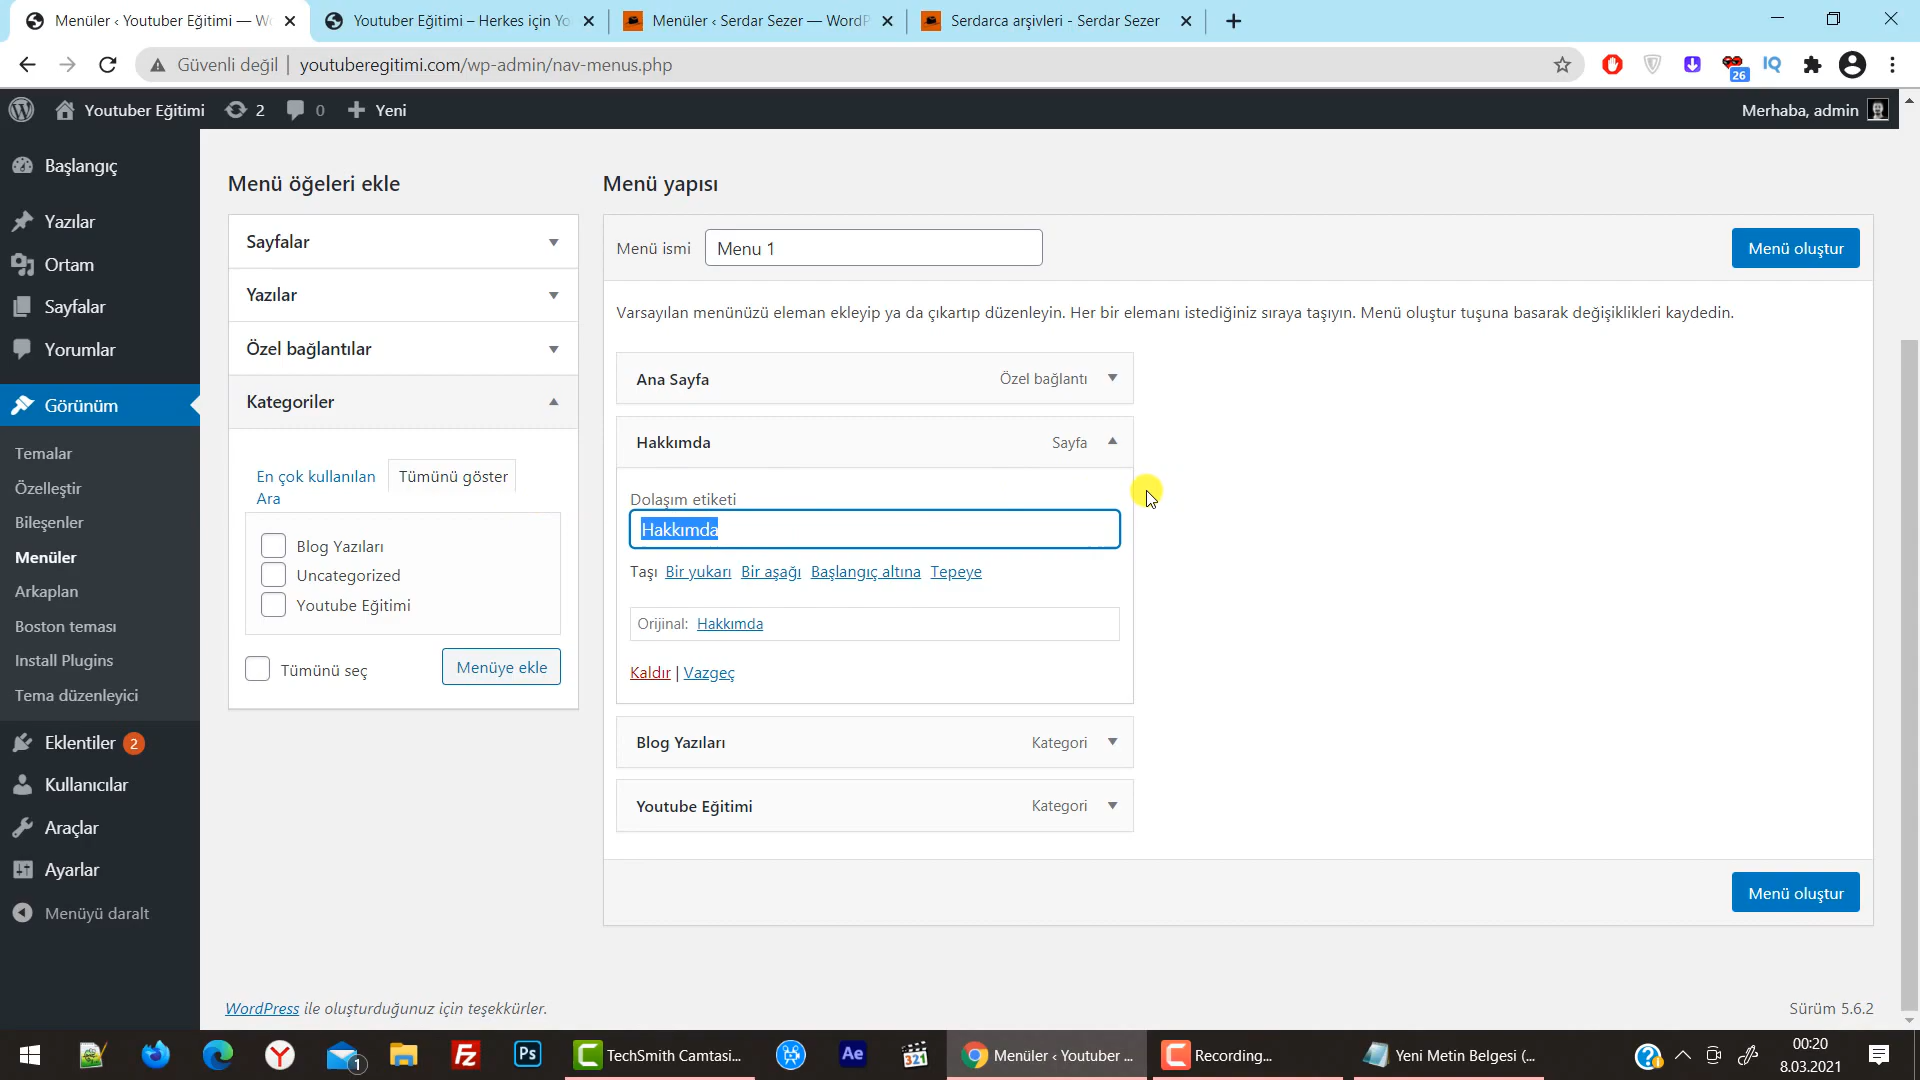 Menüler ‹ Youtuber Eğitimi — Wo
Youtuber Eğitimi – Herkes için Yo
Menüler ‹ Serdar Sezer — WordP
Serdarca arşivleri - Serdar Sezer
Güvenli değil | youtuberegitimi.com/wp-admin/nav-menus.php
26
IQ
Youtuber Eğitimi
2
0
Yeni
Merhaba, admin
Başlangıç
Yazılar
Ortam
Sayfalar
Yorumlar
Görünüm
Temalar
Özelleştir
Bileşenler
Menüler
Arkaplan
Boston teması
Install Plugins
Tema düzenleyici
Eklentiler 2
Kullanıcılar
Araçlar
Ayarlar
Menüyü daralt
Menü öğeleri ekle
Sayfalar
Yazılar
Özel bağlantılar
Kategoriler
En çok kullanılan
Tümünü göster
Ara
Blog Yazıları
Uncategorized
Youtube Eğitimi
Tümünü seç
Menüye ekle
Menü yapısı
Menü ismi
Menu 1
Menü oluştur
Varsayılan menünüzü eleman ekleyip ya da çıkartıp düzenleyin. Her bir elemanı istediğiniz sıraya taşıyın. Menü oluştur tuşuna basarak değişiklikleri kaydedin.
Ana Sayfa
Özel bağlantı
Hakkımda
Sayfa
Dolaşım etiketi
Hakkımda
Taşı Bir yukarı Bir aşağı Başlangıç altına Tepeye
Orijinal: Hakkımda
Kaldır | Vazgeç
Blog Yazıları
Kategori
Youtube Eğitimi
Kategori
Menü oluştur
WordPress ile oluşturduğunuz için teşekkürler.
Sürüm 5.6.2
1
Fz
Ps
TechSmith Camtasi...
Ae
321
Menüler ‹ Youtuber ...
Recording...
Yeni Metin Belgesi (...
00:20
8.03.2021